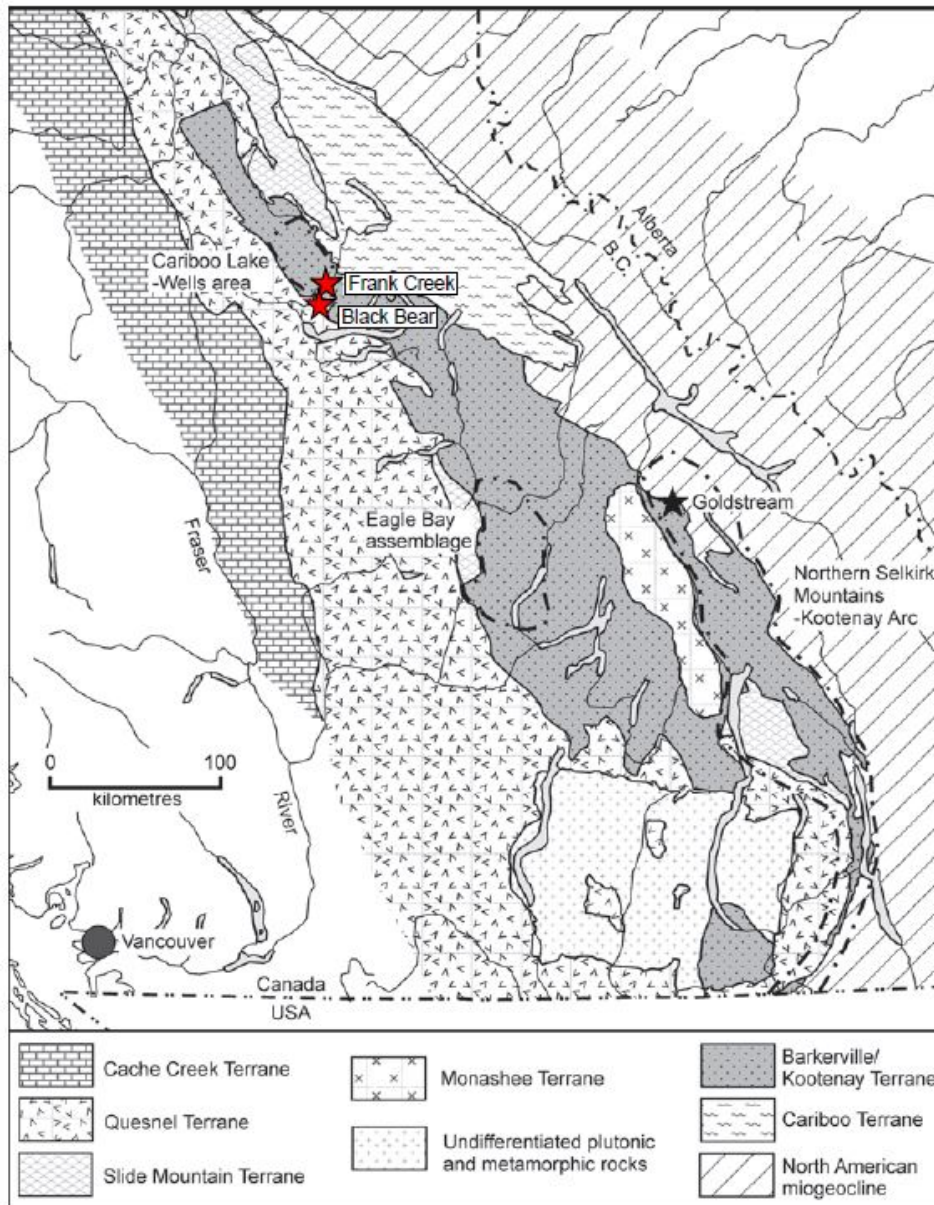 Alberta
B.C.
Cariboo Lake
-Wells area
Frank Creek
Black Bear
Fraser
Eagle Bay
assemblage
Goldstream
Northern Selkirk
Mountains
-Kootenay Arc
0 100
kilometres
River
Vancouver
Canada
USA
Cache Creek Terrane
Quesnel Terrane
Slide Mountain Terrane
Monashee Terrane
Undifferentiated plutonic
and metamorphic rocks
Barkerville/
Kootenay Terrane
Cariboo Terrane
North American
miogeocline